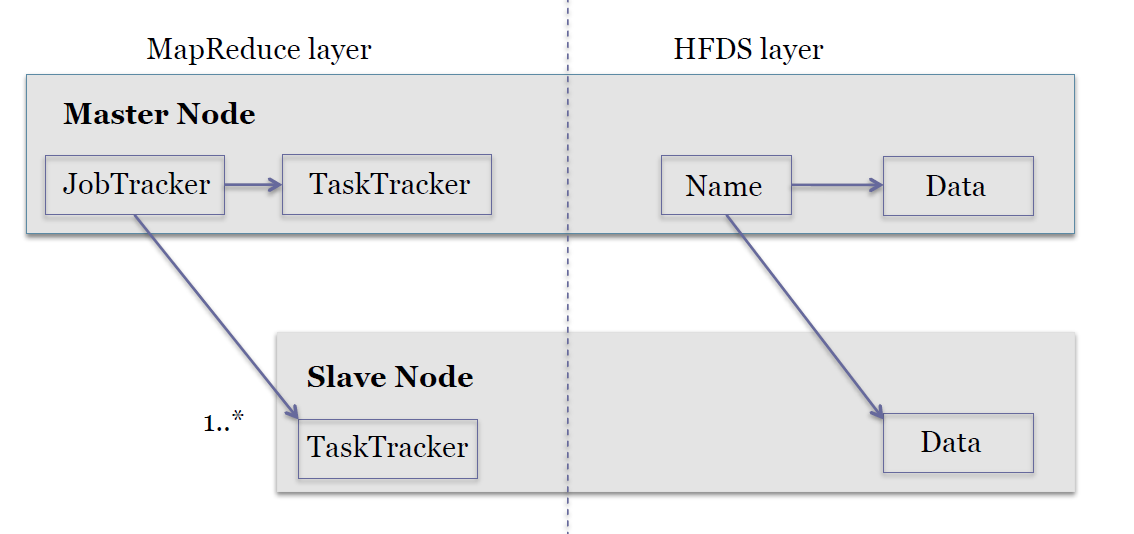 MapReduce layer
HFDS layer
Master Node
JobTracker
TaskTracker
Name
Data
Slave Node
1..*
TaskTracker
Data